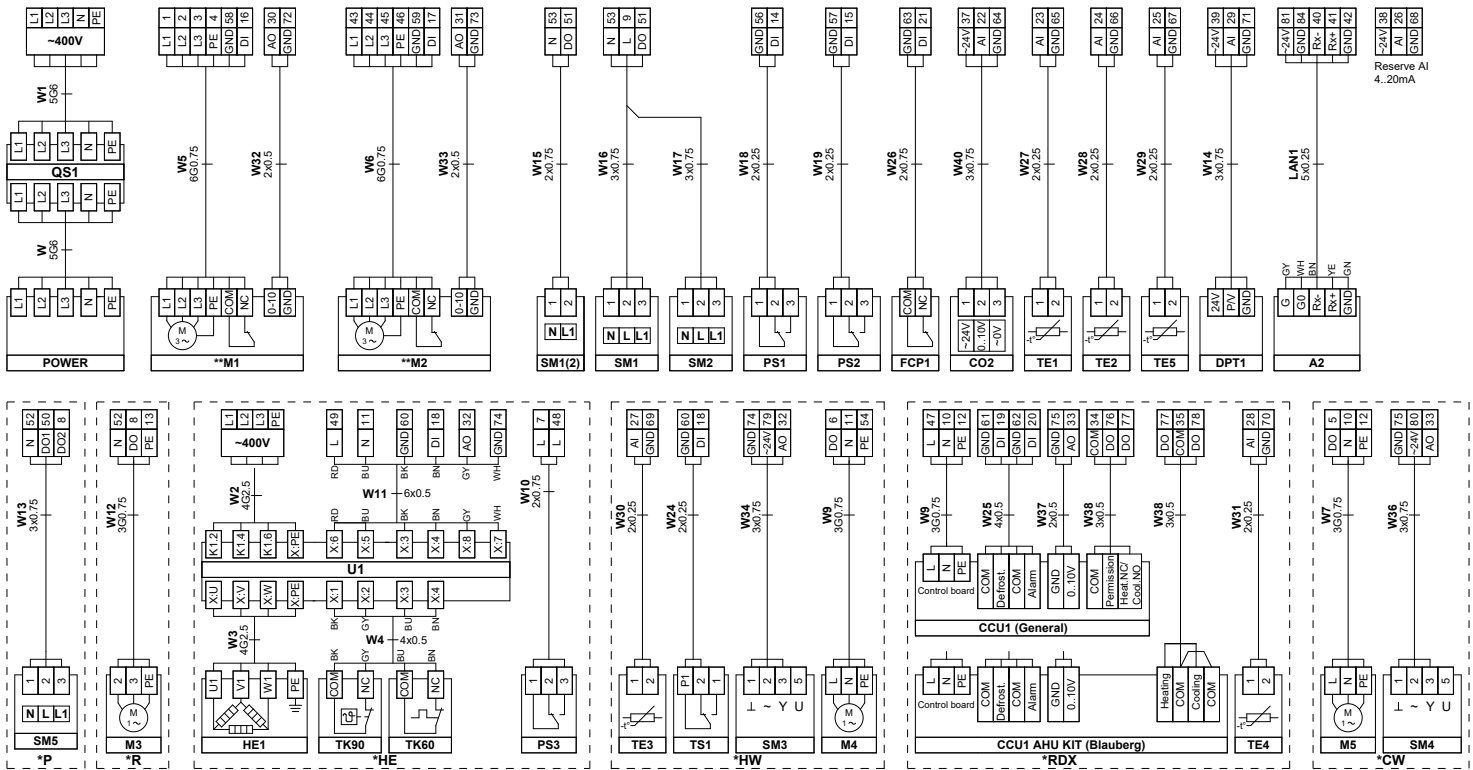 L1 L2 L3 N PE
~400V
W1 5G6
L1 L2 L3 N PE
QS1
L1 L2 L3 N PE
W 5G6
L1 L2 L3 N PE
POWER
1 2 3 4 58 16
L1 L2 L3 PE GND DI
30 72
AO GND
W5 6G0.75
W32 2x0.5
L1 L2 L3 PE COM NC
0-10 GND
M 3~
**M1
43 44 45 46 59 17
L1 L2 L3 PE GND DI
31 73
AO GND
W6 6G0.75
W33 2x0.5
L1 L2 L3 PE COM NC
0-10 GND
M 3~
**M2
53 51
N DO
W15 2x0.75
1 2
N L1
SM1(2)
53 9 51
N L DO
W16 3x0.75
1 2 3
N L L1
SM1
W17 3x0.75
1 2 3
N L L1
SM2
56 14
GND DI
W18 2x0.25
1 2 3
PS1
57 15
GND DI
W19 2x0.25
1 2 3
PS2
63 21
GND DI
W26 2x0.75
COM NC
FCP1
37 22 64
~24V AI GND
W40 3x0.75
1 2 3
~24V 0..10V ~0V
CO2
23 65
AI GND
W27 2x0.25
1 2
-t°
TE1
24 66
AI GND
W28 2x0.25
1 2
-t°
TE2
25 67
AI GND
W29 2x0.25
1 2
-t°
TE5
39 29 71
~24V AI GND
W14 3x0.75
24V P/V GND
DPT1
81 84 40 41 42
~24V GND Rx- Rx+ GND
LAN1 5x0.25
GY WH BN YE GN
G G0 Rx- Rx+ GND
A2
38 26 68
~24V AI GND
Reserve AI
4..20mA
52 50 8
N DO1 DO2
W13 3x0.75
1 2 3
N L L1
SM5
*P
52 8 13
N DO PE
W12 3G0.75
2 3 PE
M 1~
M3
*R
L1 L2 L3 PE
~400V
49 11 60 18 32 74
L N GND DI AO GND
RD BU BK BN GY WH
W2 4G2.5
W11 6x0.5
RD BU BK BN GY WH
K1.2 K1.4 K1.6 X:PE X:6 X:5 X:3 X:4 X:8 X:7
U1
X:U X:V X:W X:PE X:1 X:2 X:3 X:4
BK GY BU BN
W3 4G2.5
W4 4x0.5
BK GY BU BN
U1 V1 W1 PE
COM NC
COM NC
HE1
TK90
TK60
7 48
L L
W10 2x0.75
1 2 3
PS3
*HE
27 69
AI GND
W30 2x0.25
1 2
-t°
TE3
60 18
GND DI
W24 2x0.25
P1 2 1
TS1
74 79 32
GND ~24V AO
W34 3x0.75
1 2 3 5
⊥ ~ Y U
SM3
6 11 54
DO N PE
W9 3G0.75
L N PE
M 1~
M4
*HW
47 10 12
L N PE
61 19 62 20
GND DI GND DI
75 33
GND AO
34 76 77
COM DO DO
77 35 78
DO COM DO
28 70
AI GND
W9 3G0.75
W25 4x0.5
W37 2x0.5
W38 3x0.5
W38 3x0.5
W31 2x0.25
L N PE
Control board
COM Defrost. COM Alarm
GND 0..10V
COM Permission Heat.NC/ Cool.NO
CCU1 (General)
L N PE
Control board
COM Defrost. COM Alarm
GND 0..10V
Heating COM Cooling COM
CCU1 AHU KIT (Blauberg)
1 2
-t°
TE4
*RDX
5 10 12
DO N PE
W7 3G0.75
L N PE
M 1~
M5
75 80 33
GND ~24V AO
W36 3x0.75
1 2 3 5
⊥ ~ Y U
SM4
*CW